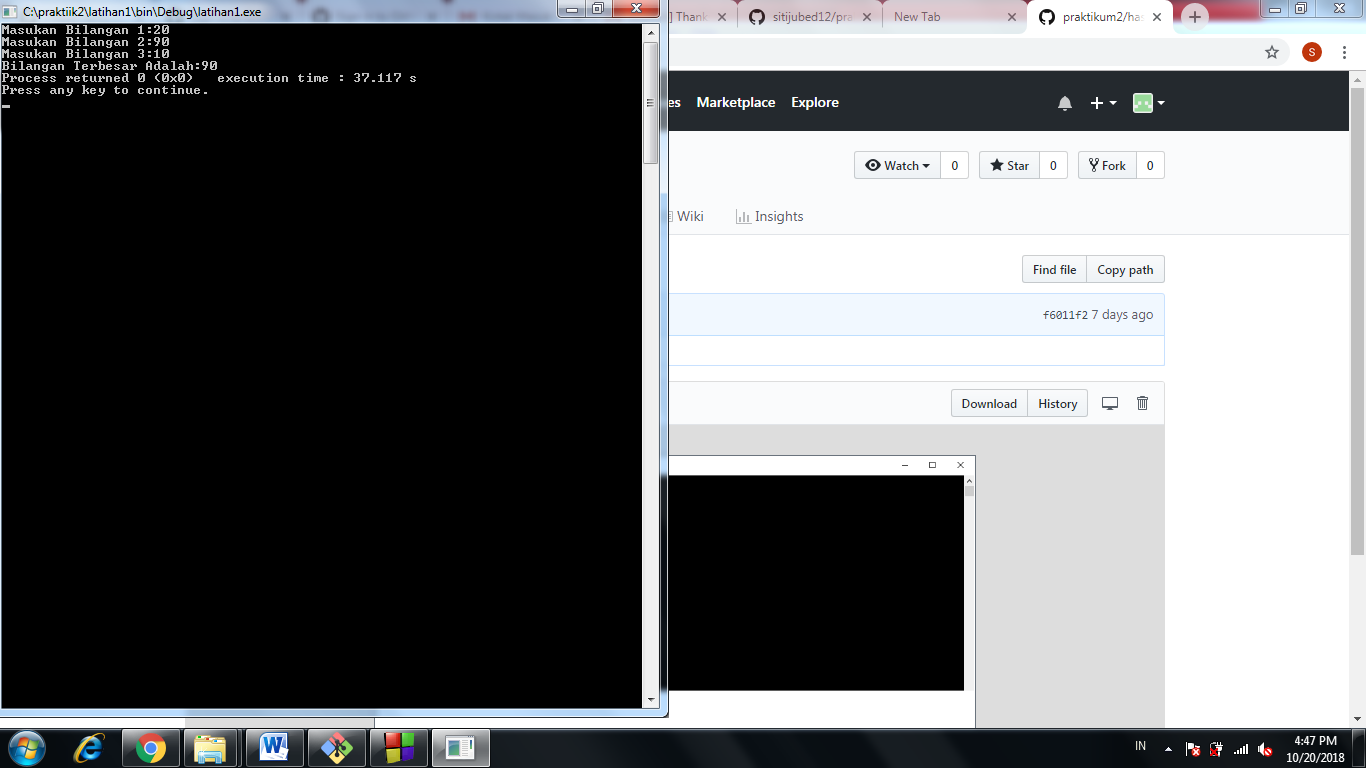 C:\praktiik2\latihan1\bin\Debug\latihan1.exe
Masukan Bilangan 1:20
Masukan Bilangan 2:90
Masukan Bilangan 3:10
Bilangan Terbesar Adalah:90
Process returned 0 (0x0)   execution time : 37.117 s
Press any key to continue.
] Thank
sitijubed12/pra
New Tab
praktikum2/has
S
es Marketplace Explore
Watch 0 Star 0 Fork 0
Wiki Insights
Find file Copy path
f6011f2 7 days ago
Download History
IN
4:47 PM
10/20/2018